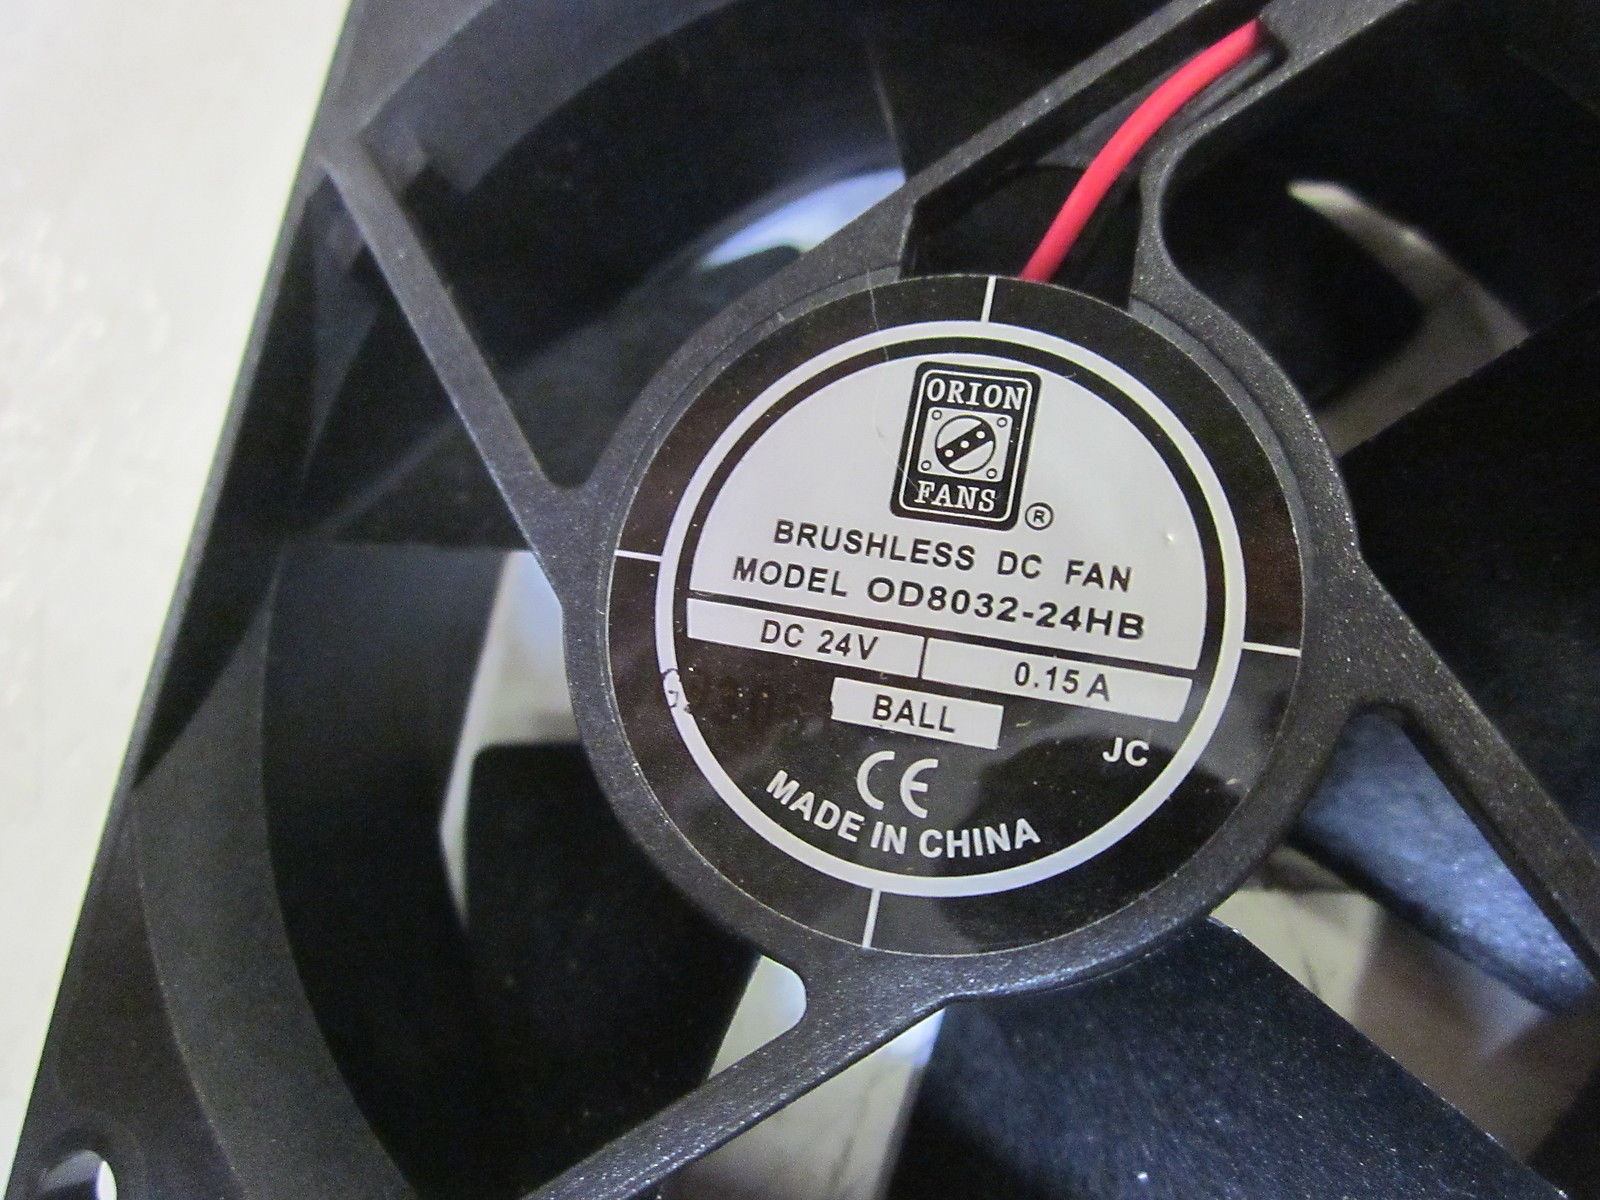 ORION
FANS
®
BRUSHLESS DC FAN
MODEL OD8032-24HB
DC 24V
0.15 A
BALL
JC
CE
MADE IN CHINA